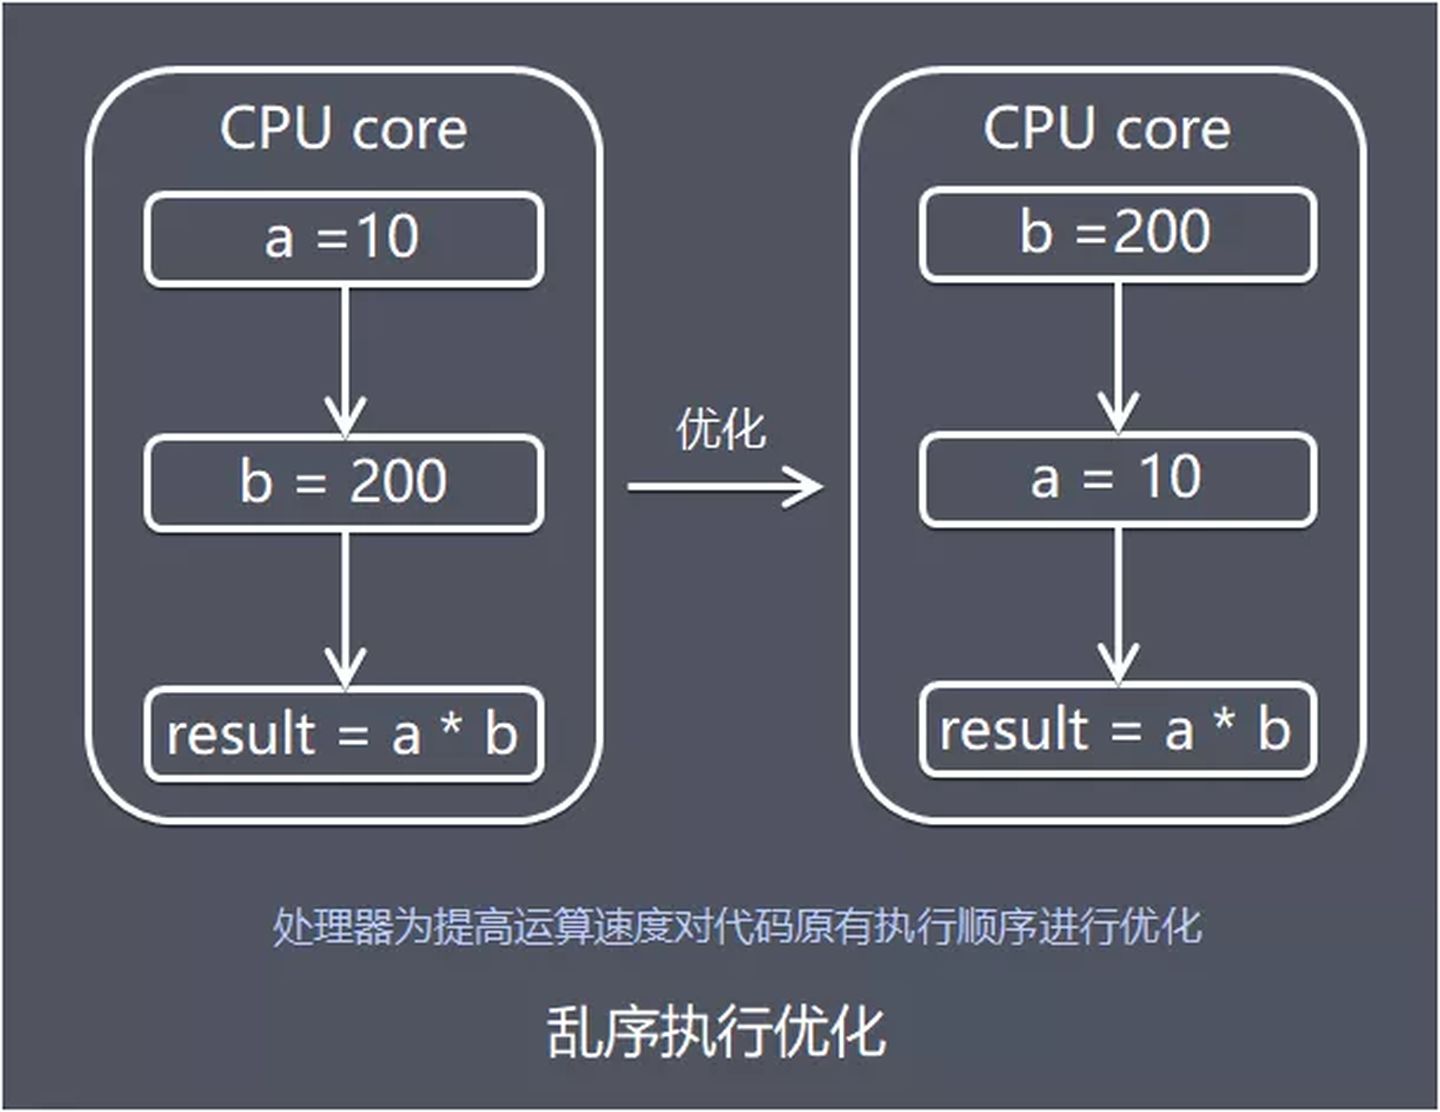 CPU core
a =10
b = 200
result = a * b
优化
CPU core
b =200
a = 10
result = a * b
处理器为提高运算速度对代码原有执行顺序进行优化
乱序执行优化